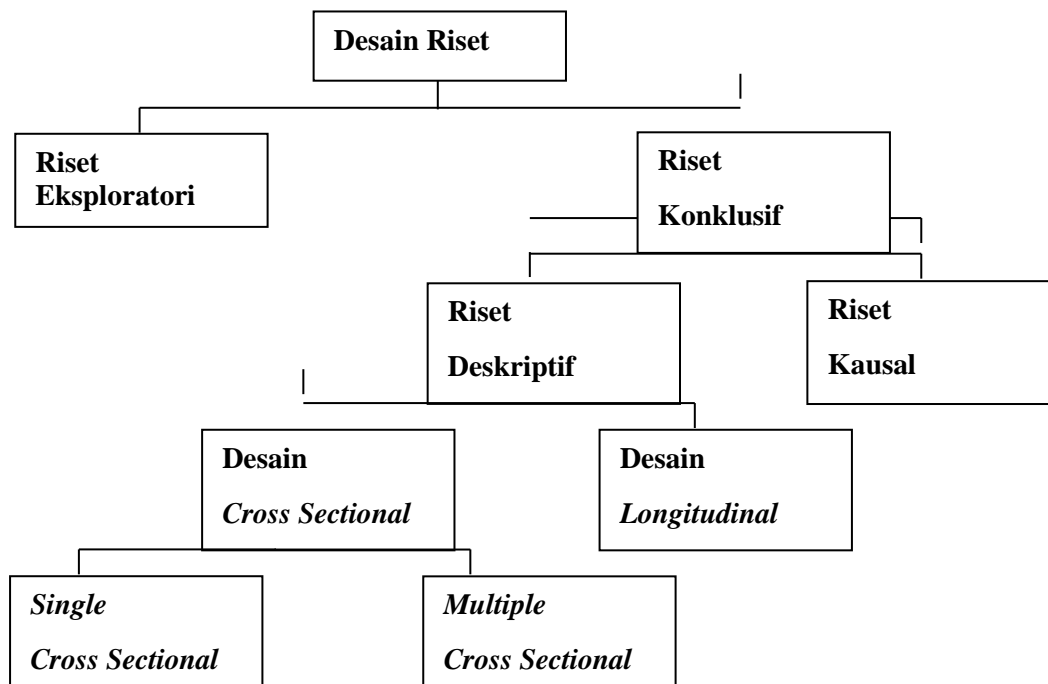 Desain Riset
Riset
Eksploratori
Riset
Konklusif
Riset
Deskriptif
Riset
Kausal
Desain
Cross Sectional
Desain
Longitudinal
Single
Cross Sectional
Multiple
Cross Sectional